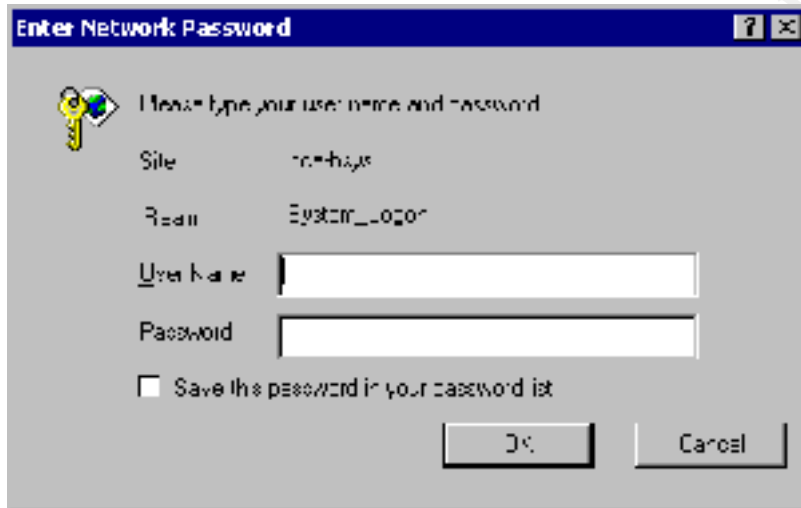 Enter Network Password
Please type your user name and password
Site
Realm System_Logon
User Name
Password
Save this password in your password list
OK Cancel